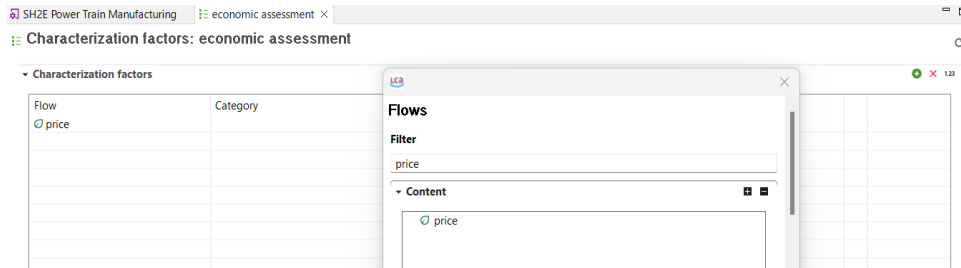 SH2E Power Train Manufacturing economic assessment
Characterization factors: economic assessment
Characterization factors
1.23
LCA
Flow Category
price
Flows
Filter
price
Content
price